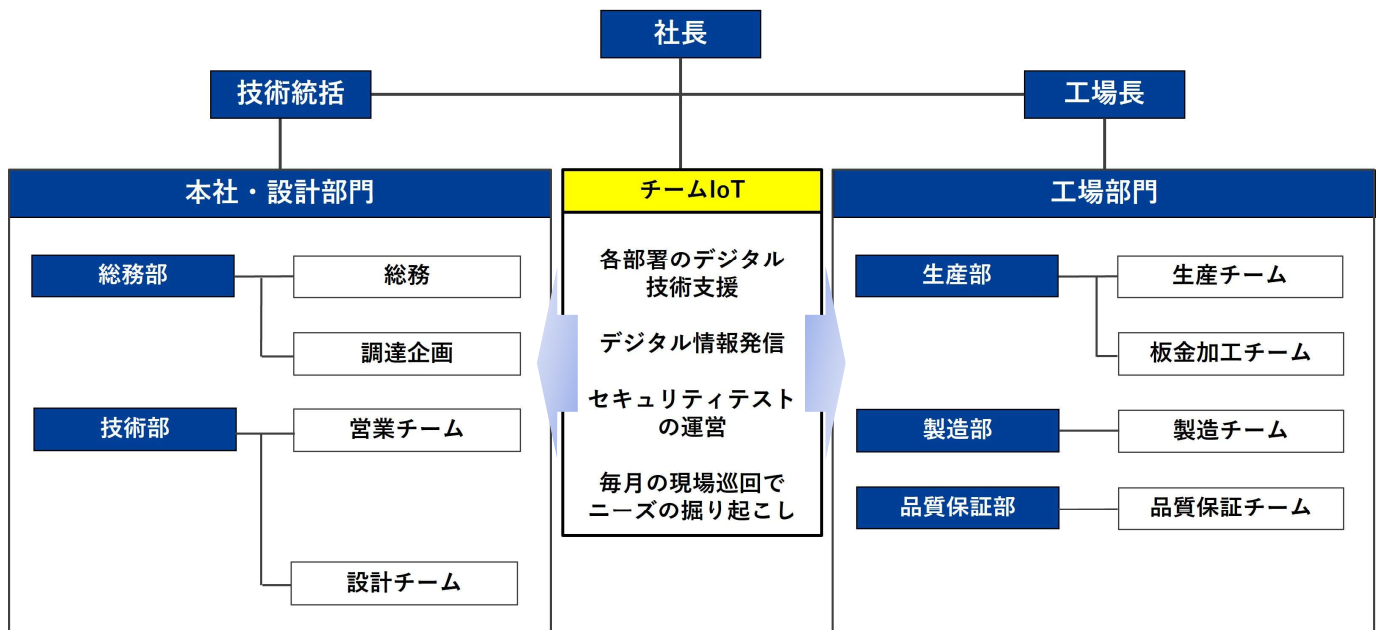 社長
技術統括
工場長
本社・設計部門
総務部
総務
調達企画
技術部
営業チーム
設計チーム
チームIoT
各部署のデジタル
技術支援
デジタル情報発信
セキュリティテスト
の運営
毎月の現場巡回で
ニーズの掘り起こし
工場部門
生産部
生産チーム
板金加工チーム
製造部
製造チーム
品質保証部
品質保証チーム